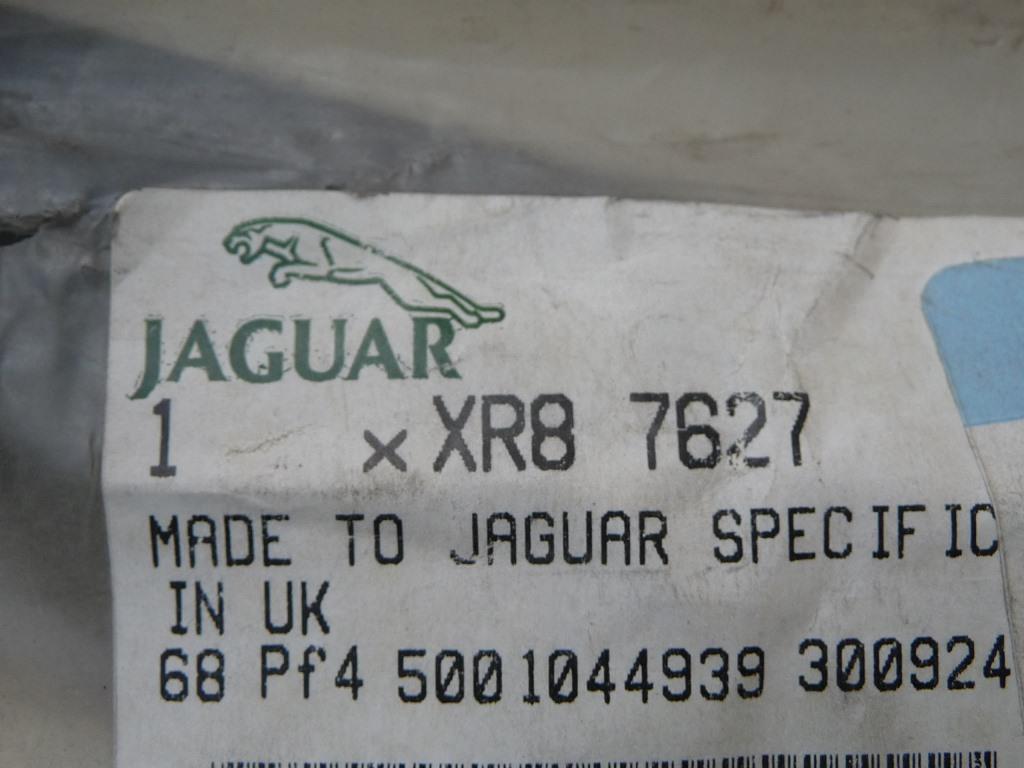 JAGUAR
1 x XR8 7627
MADE TO JAGUAR SPECIFIC
IN UK
68 Pf4 5001044939 300924